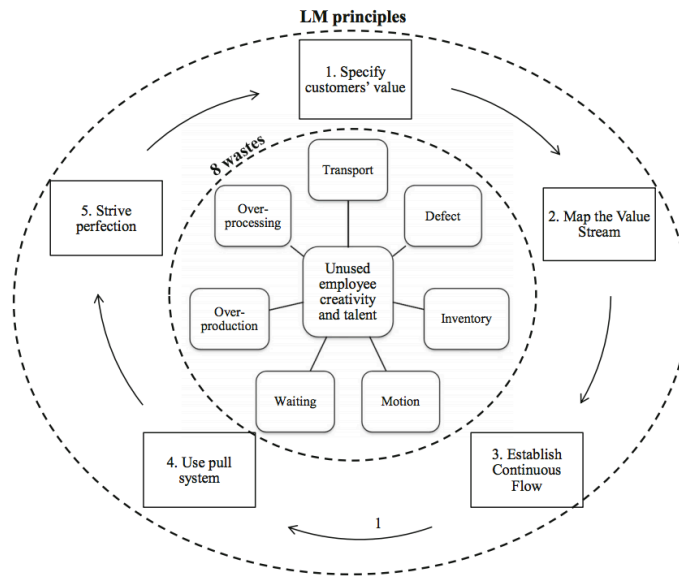 LM principles
1. Specify
customers' value
2. Map the Value
Stream
3. Establish
Continuous
Flow
1
4. Use pull
system
5. Strive
perfection
8 wastes
Transport
Defect
Inventory
Motion
Waiting
Over-
production
Over-
processing
Unused
employee
creativity
and talent